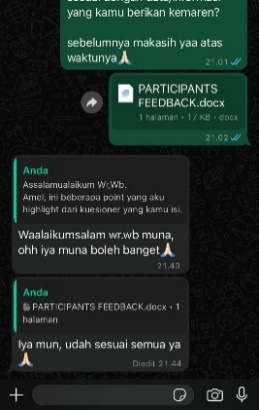 yang kamu berikan kemaren?
sebelumnya makasih yaa atas
waktunya🙏🏻
21.01
PARTICIPANTS
FEEDBACK.docx
1 halaman • 17 KB • docx
21.02
Anda
Assalamualaikum Wr,Wb.
Amel, ini beberapa point yang aku
highlight dari kuesioner yang kamu isi.
Waalaikumsalam wr.wb muna,
ohh iya muna boleh banget🙏🏻
21.43
Anda
PARTICIPANTS FEEDBACK.docx • 1
halaman
Iya mun, udah sesuai semua ya
🙏🏻
Diedit 21.44